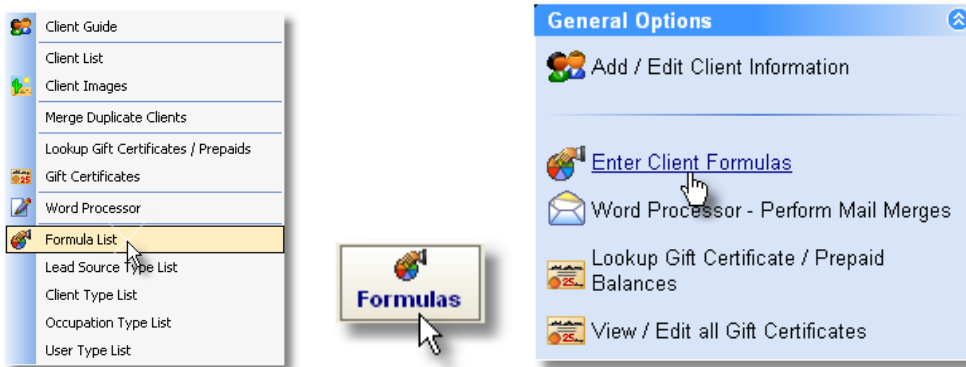 Client Guide
Client List
Client Images
Merge Duplicate Clients
Lookup Gift Certificates / Prepaids
Gift Certificates
Word Processor
Formula List
Lead Source Type List
Client Type List
Occupation Type List
User Type List
Formulas
General Options
Add / Edit Client Information
Enter Client Formulas
Word Processor - Perform Mail Merges
Lookup Gift Certificate / Prepaid
Balances
View / Edit all Gift Certificates